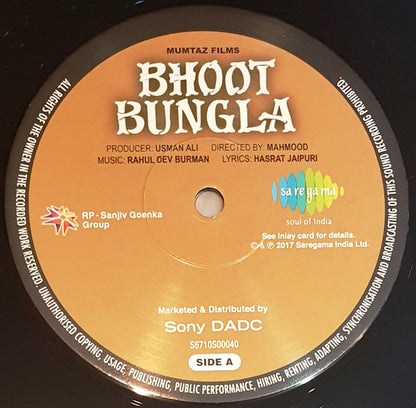 MUMTAZ FILMS
BHOOT
BUNGLA
PRODUCER: USMAN ALI DIRECTED BY: MAHMOOD
MUSIC: RAHUL DEV BURMAN LYRICS: HASRAT JAIPURI
RP - Sanjiv Goenka
Group
saregama
soul of India
See Inlay card for details.
© & ℗ 2017 Saregama India Ltd.
Marketed & Distributed by
Sony DADC
S6710S00040
SIDE A
ALL RIGHTS OF THE OWNER IN THE RECORDED WORK RESERVED. UNAUTHORISED COPYING, USAGE, PUBLISHING, PUBLIC PERFORMANCE, HIRING, RENTING, ADAPTING, SYNCHRONISATION AND BROADCASTING OF THIS SOUND RECORDING PROHIBITED.